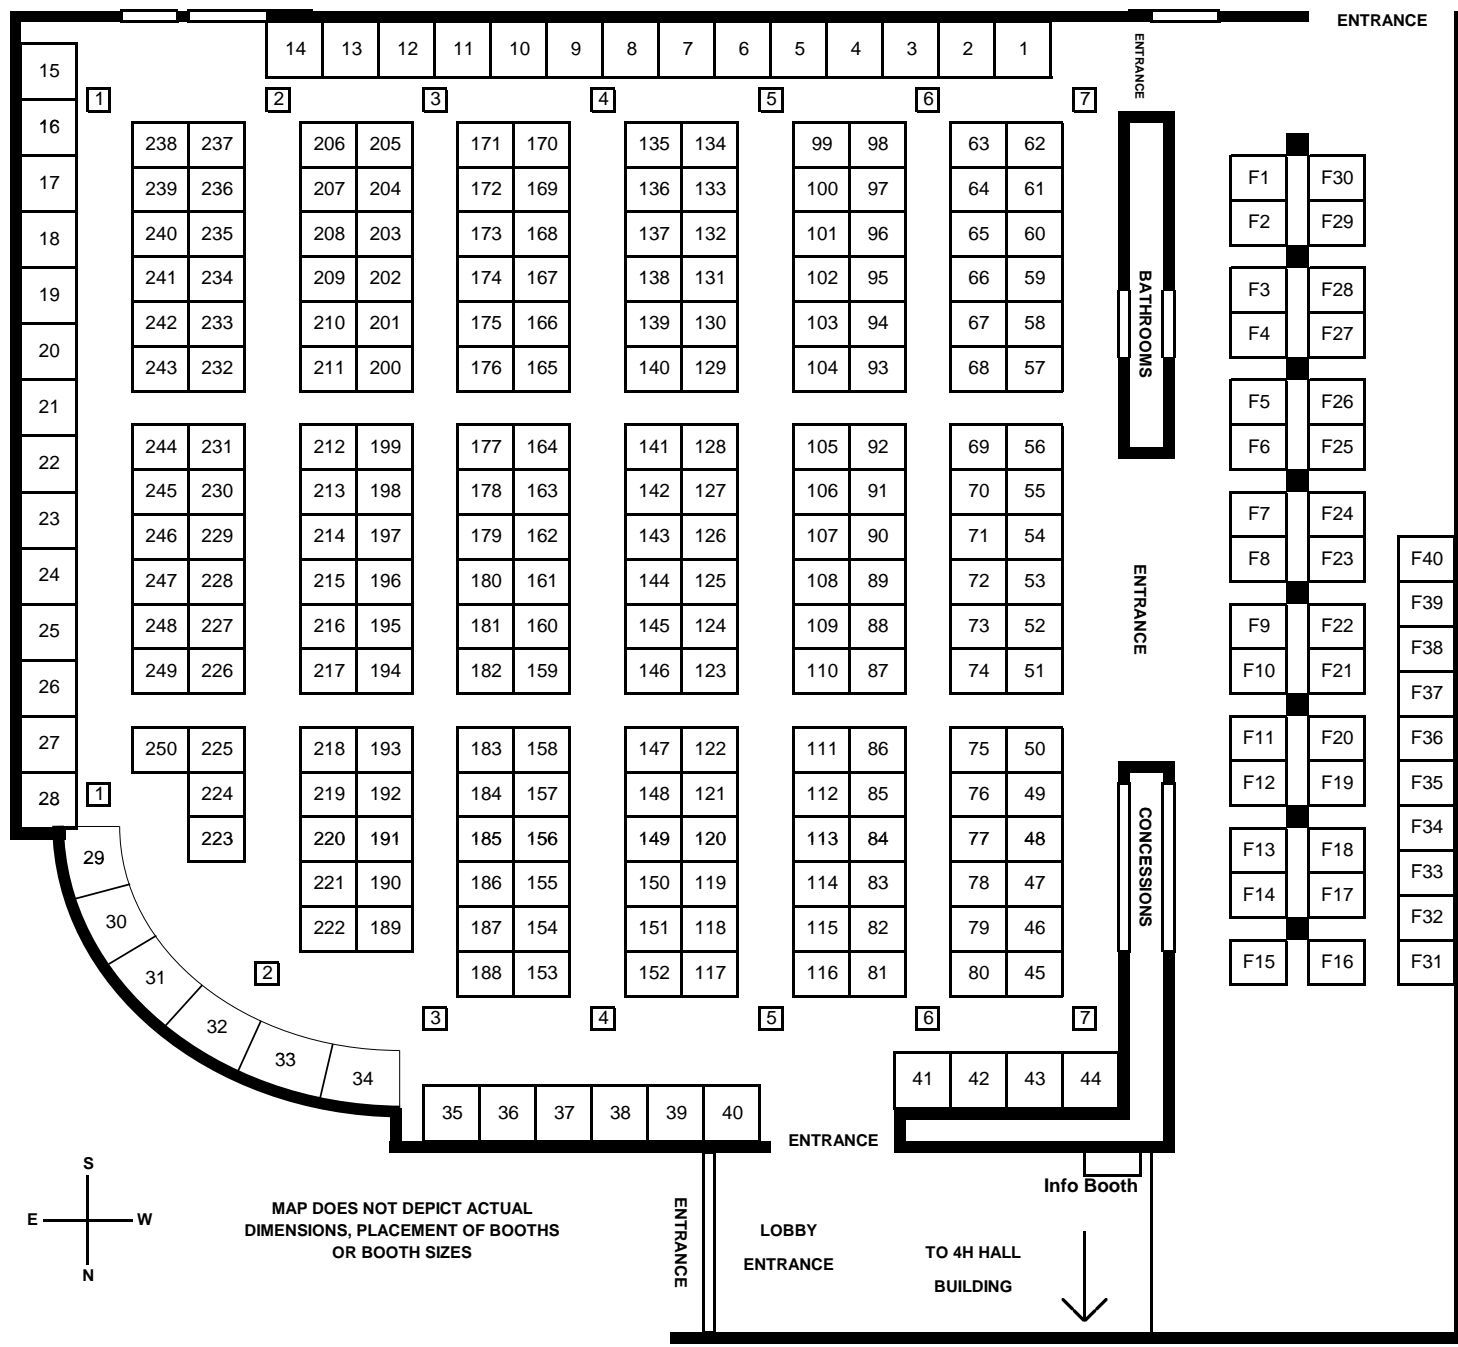 ENTRANCE
14 13 12 11 10 9 8 7 6 5 4 3 2 1
ENTRANCE
15
1 2 3 4 5 6 7
16
238 237 206 205 171 170 135 134 99 98 63 62
17
F1 F30
239 236 207 204 172 169 136 133 100 97 64 61
F2 F29
18
240 235 208 203 173 168 137 132 101 96 65 60
19
241 234 209 202 174 167 138 131 102 95 66 59
F3 F28
BATHROOMS
242 233 210 201 175 166 139 130 103 94 67 58
F4 F27
20
243 232 211 200 176 165 140 129 104 93 68 57
21
F5 F26
22
244 231 212 199 177 164 141 128 105 92 69 56
F6 F25
245 230 213 198 178 163 142 127 106 91 70 55
23
F7 F24
246 229 214 197 179 162 143 126 107 90 71 54
F8 F23 F40
24
247 228 215 196 180 161 144 125 108 89 72 53
F39
ENTRANCE
25
248 227 216 195 181 160 145 124 109 88 73 52
F9 F22
F38
249 226 217 194 182 159 146 123 110 87 74 51
F10 F21
26
F37
27
250 225 218 193 183 158 147 122 111 86 75 50
F11 F20 F36
28
1
224 219 192 184 157 148 121 112 85 76 49
F12 F19 F35
F34
223 220 191 185 156 149 120 113 84 77 48
CONCESSIONS
F13 F18
29
F33
221 190 186 155 150 119 114 83 78 47
F14 F17
30
F32
222 189 187 154 151 118 115 82 79 46
31
2
188 153 152 117 116 81 80 45
F15 F16 F31
32
3 4 5 6 7
33
34
41 42 43 44
35 36 37 38 39 40
ENTRANCE
S
E W
N
MAP DOES NOT DEPICT ACTUAL
DIMENSIONS, PLACEMENT OF BOOTHS
OR BOOTH SIZES
ENTRANCE
LOBBY
ENTRANCE
Info Booth
TO 4H HALL
BUILDING